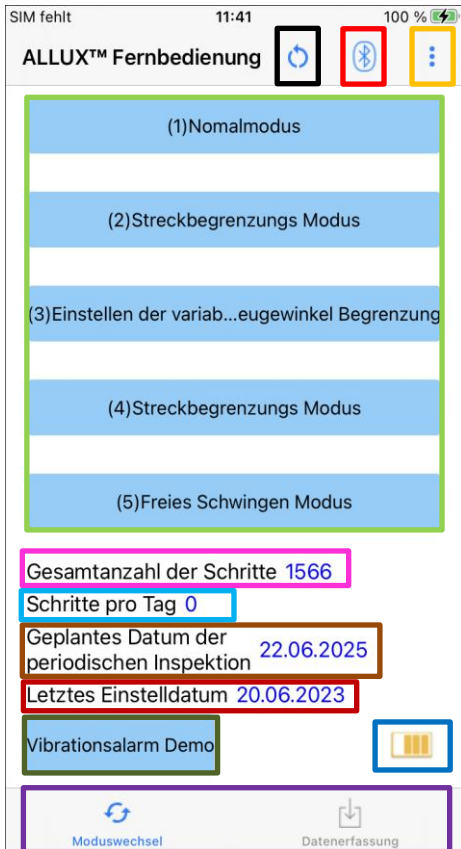 SIM fehlt 11:41 100 %
ALLUX™ Fernbedienung
(1)Nomalmodus
(2)Streckbegrenzungs Modus
(3)Einstellen der variab...eugewinkel Begrenzung
(4)Streckbegrenzungs Modus
(5)Freies Schwingen Modus
Gesamtanzahl der Schritte 1566
Schritte pro Tag 0
Geplantes Datum der
periodischen Inspektion 22.06.2025
Letztes Einstelldatum 20.06.2023
Vibrationsalarm Demo
Moduswechsel Datenerfassung